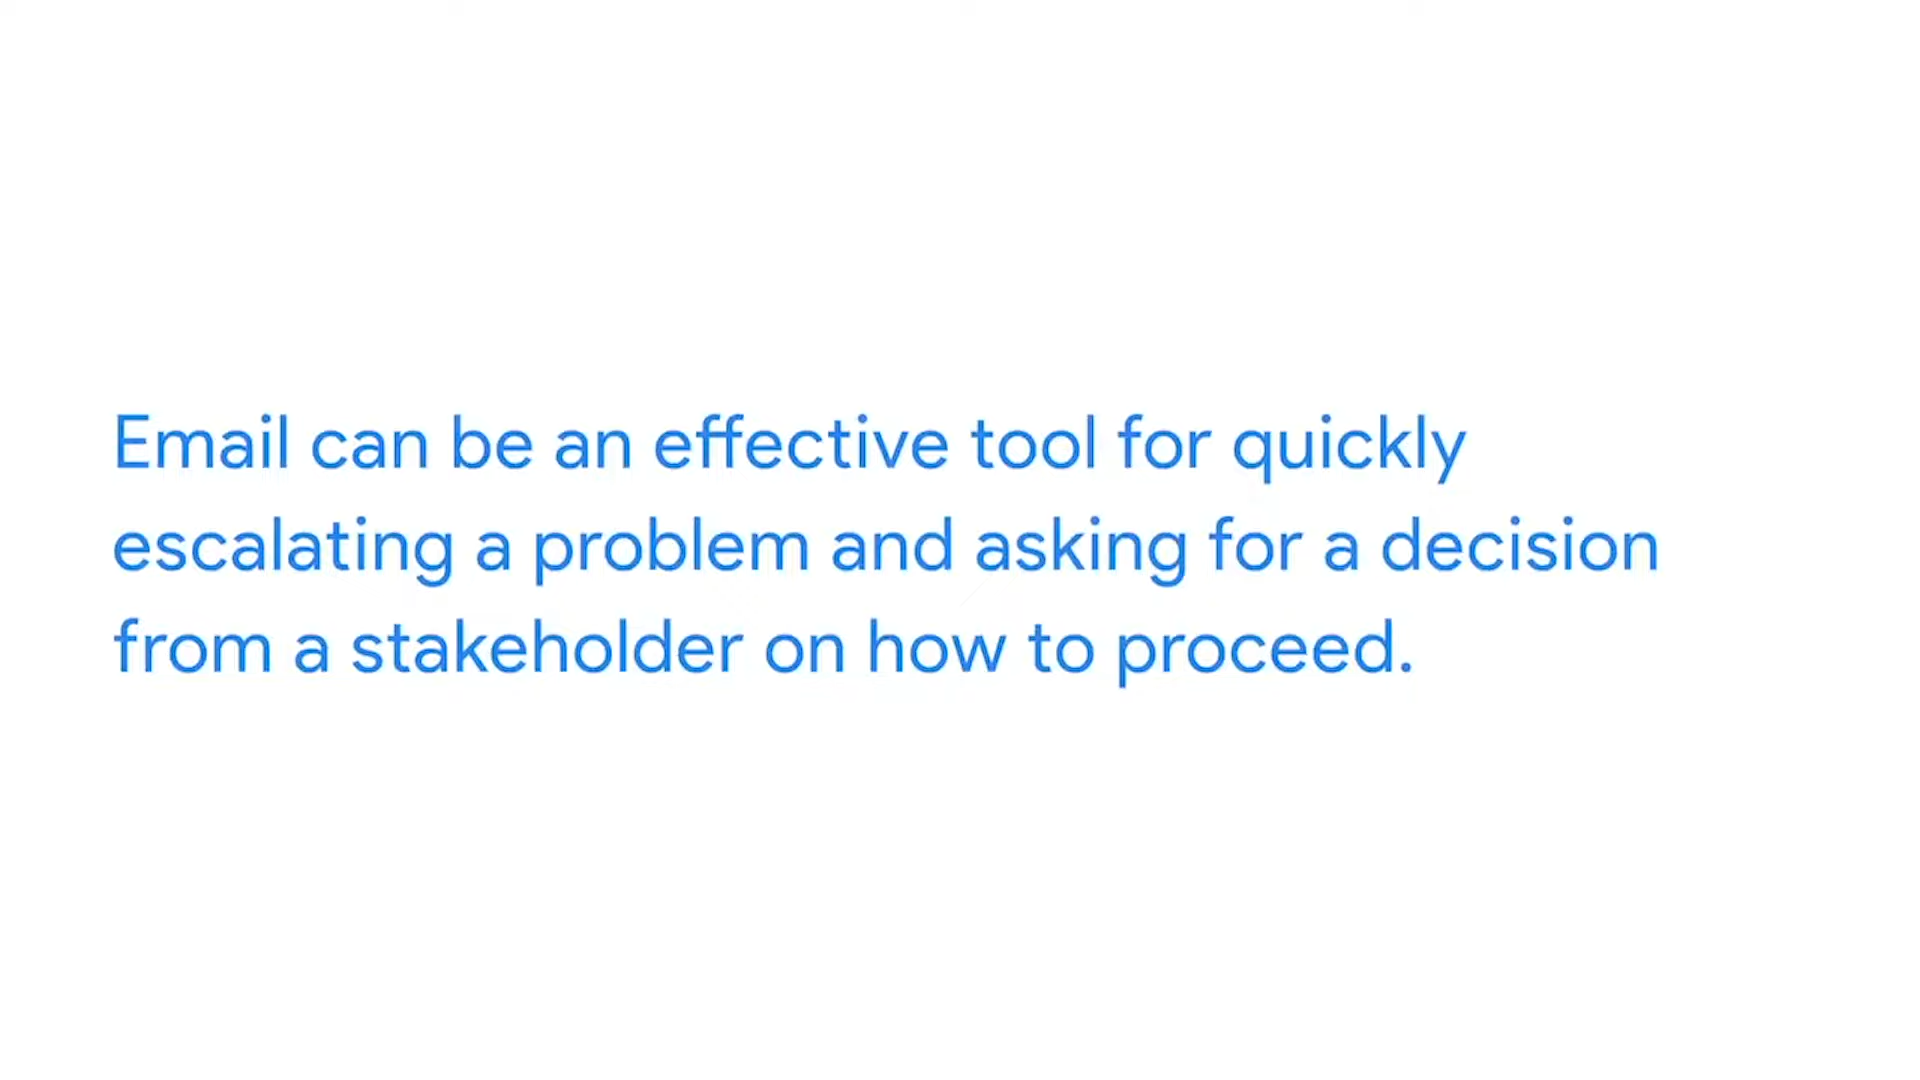 Email can be an effective tool for quickly
escalating a problem and asking for a decision
from a stakeholder on how to proceed.